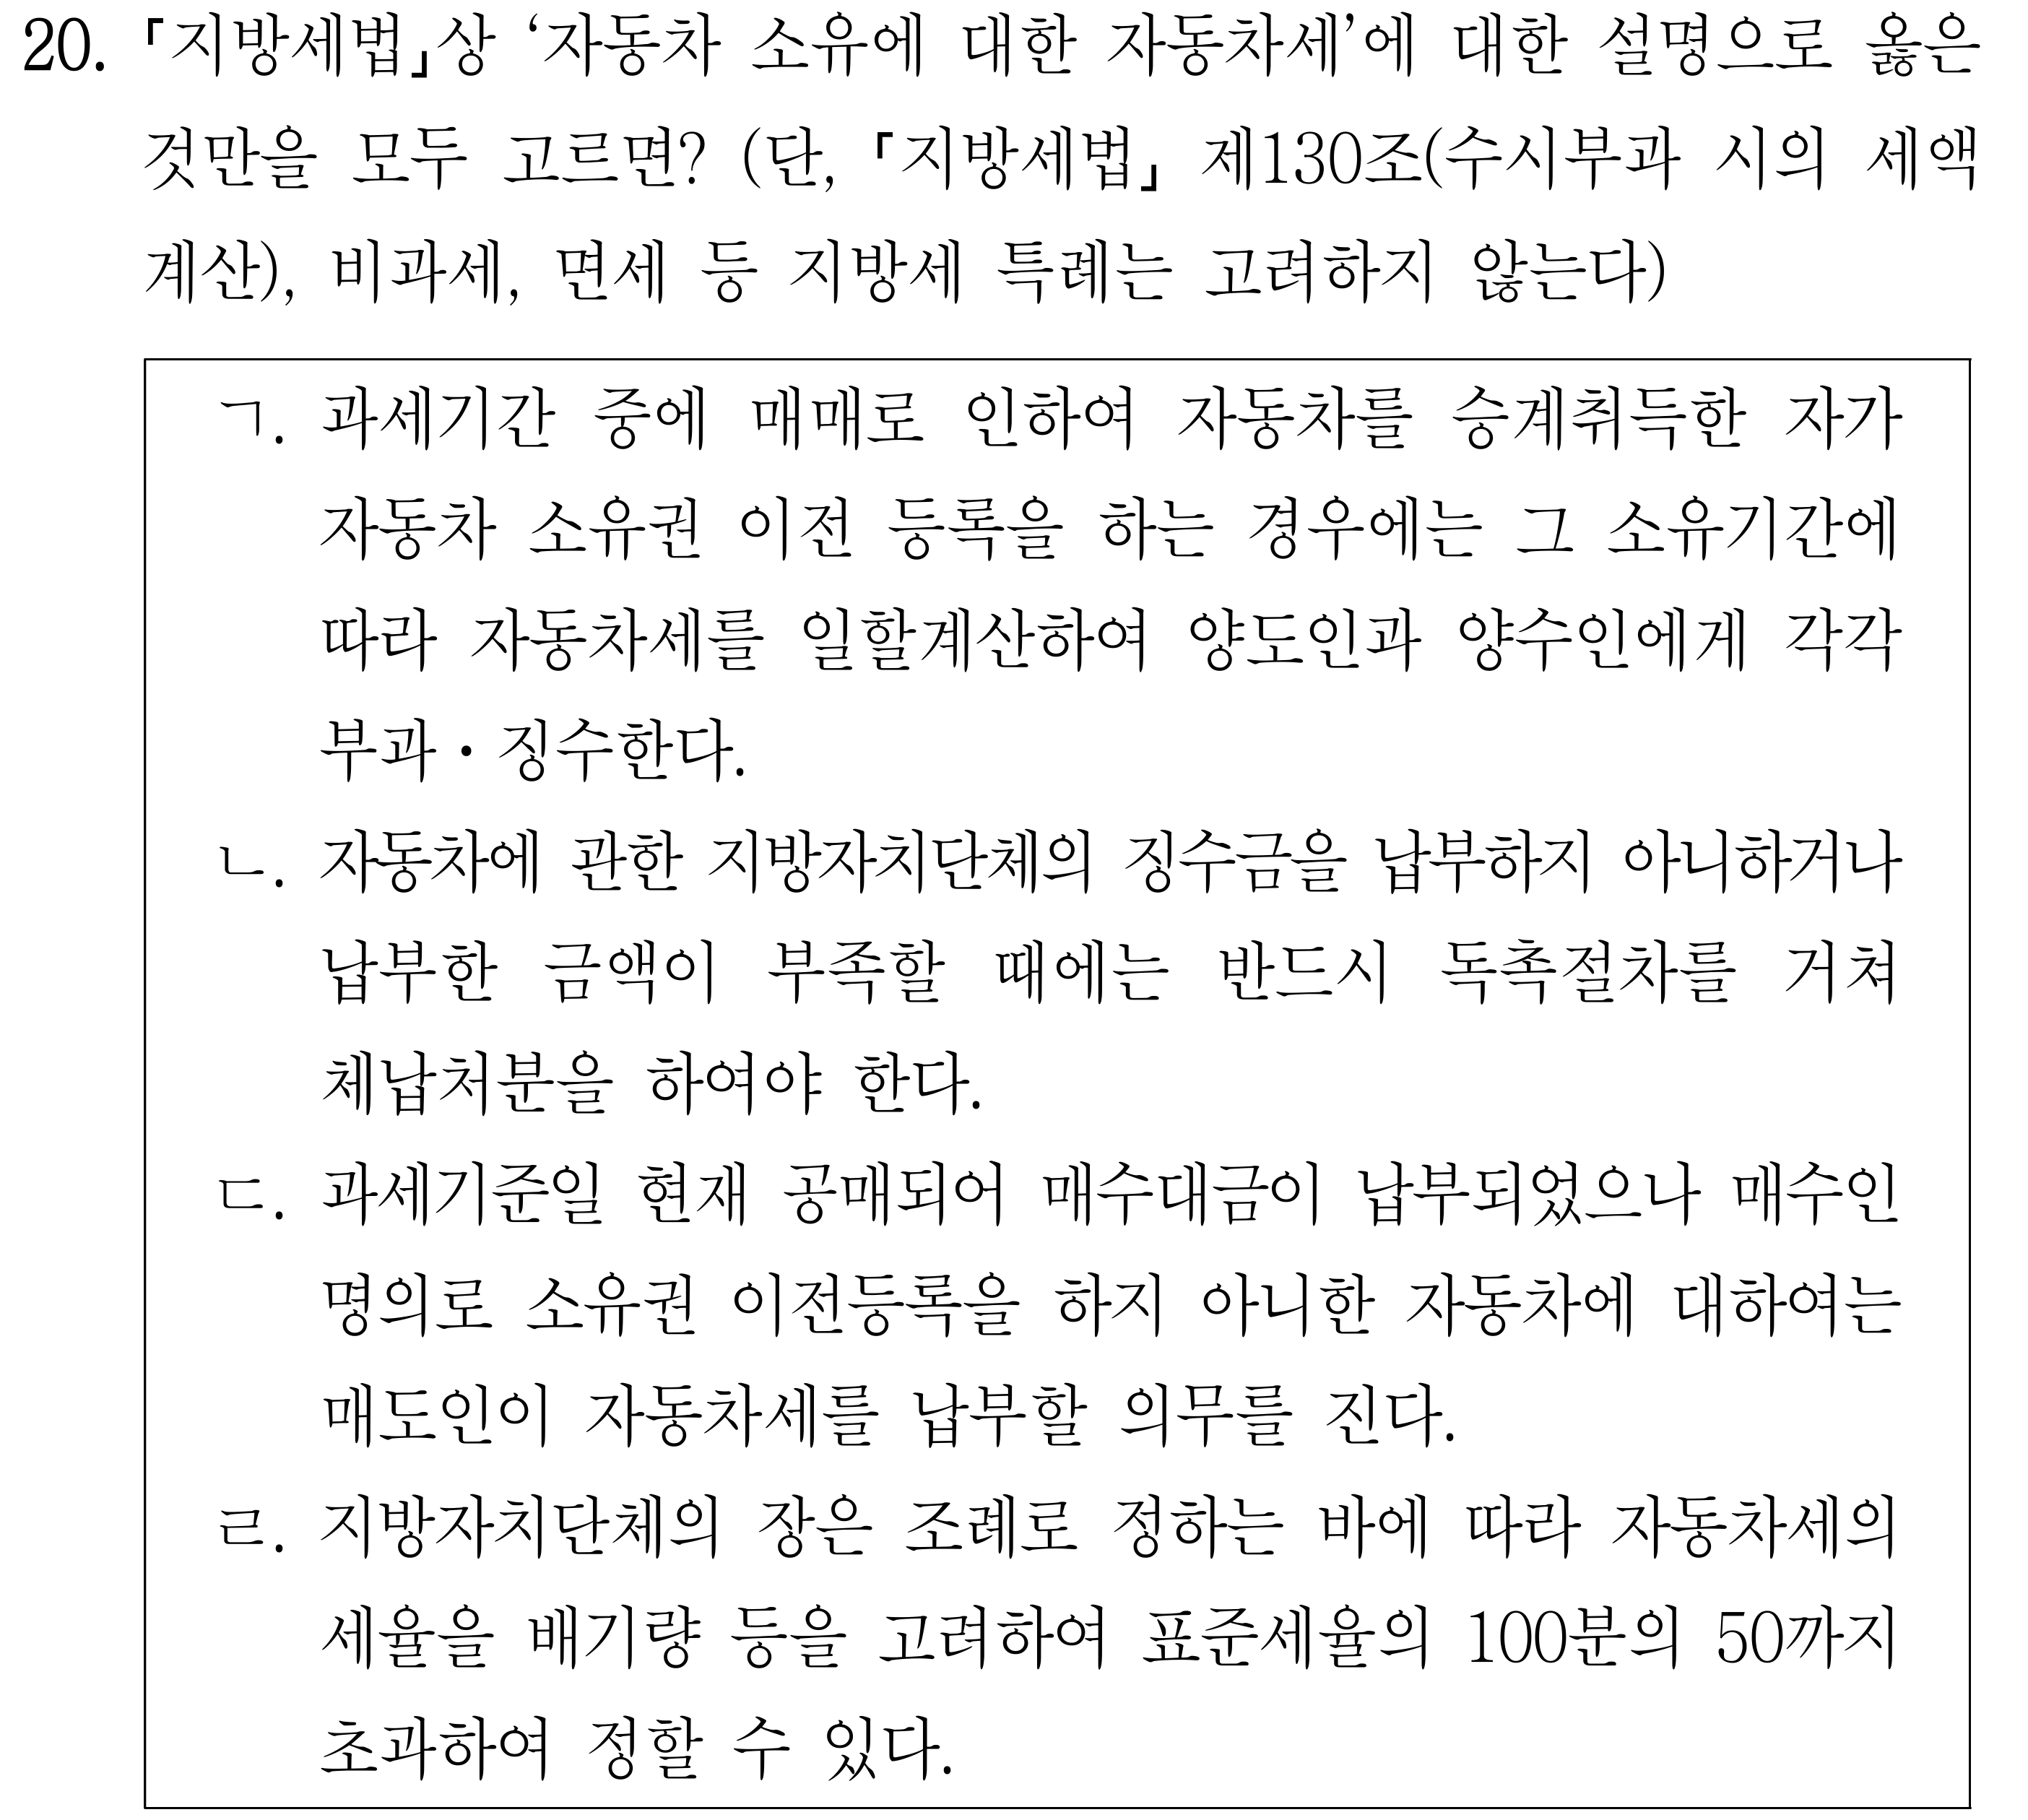 20. 「지방세법」상 ‘자동차 소유에 대한 자동차세’에 대한 설명으로 옳은
것만을 모두 고르면? (단, 「지방세법」 제130조(수시부과 시의 세액
계산), 비과세, 면세 등 지방세 특례는 고려하지 않는다)
ㄱ. 과세기간 중에 매매로 인하여 자동차를 승계취득한 자가
자동차 소유권 이전 등록을 하는 경우에는 그 소유기간에
따라 자동차세를 일할계산하여 양도인과 양수인에게 각각
부과・징수한다.
ㄴ. 자동차에 관한 지방자치단체의 징수금을 납부하지 아니하거나
납부한 금액이 부족할 때에는 반드시 독촉절차를 거쳐
체납처분을 하여야 한다.
ㄷ. 과세기준일 현재 공매되어 매수대금이 납부되었으나 매수인
명의로 소유권 이전등록을 하지 아니한 자동차에 대하여는
매도인이 자동차세를 납부할 의무를 진다.
ㄹ. 지방자치단체의 장은 조례로 정하는 바에 따라 자동차세의
세율을 배기량 등을 고려하여 표준세율의 100분의 50까지
초과하여 정할 수 있다.